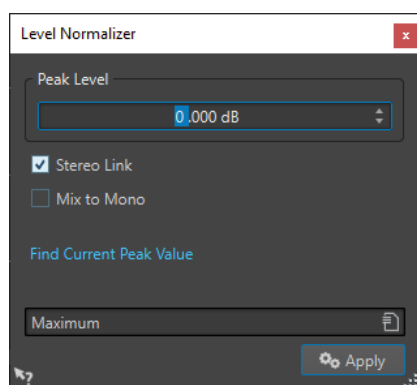 Level Normalizer
Peak Level
0.000 dB
Stereo Link
Mix to Mono
Find Current Peak Value
Maximum
Apply